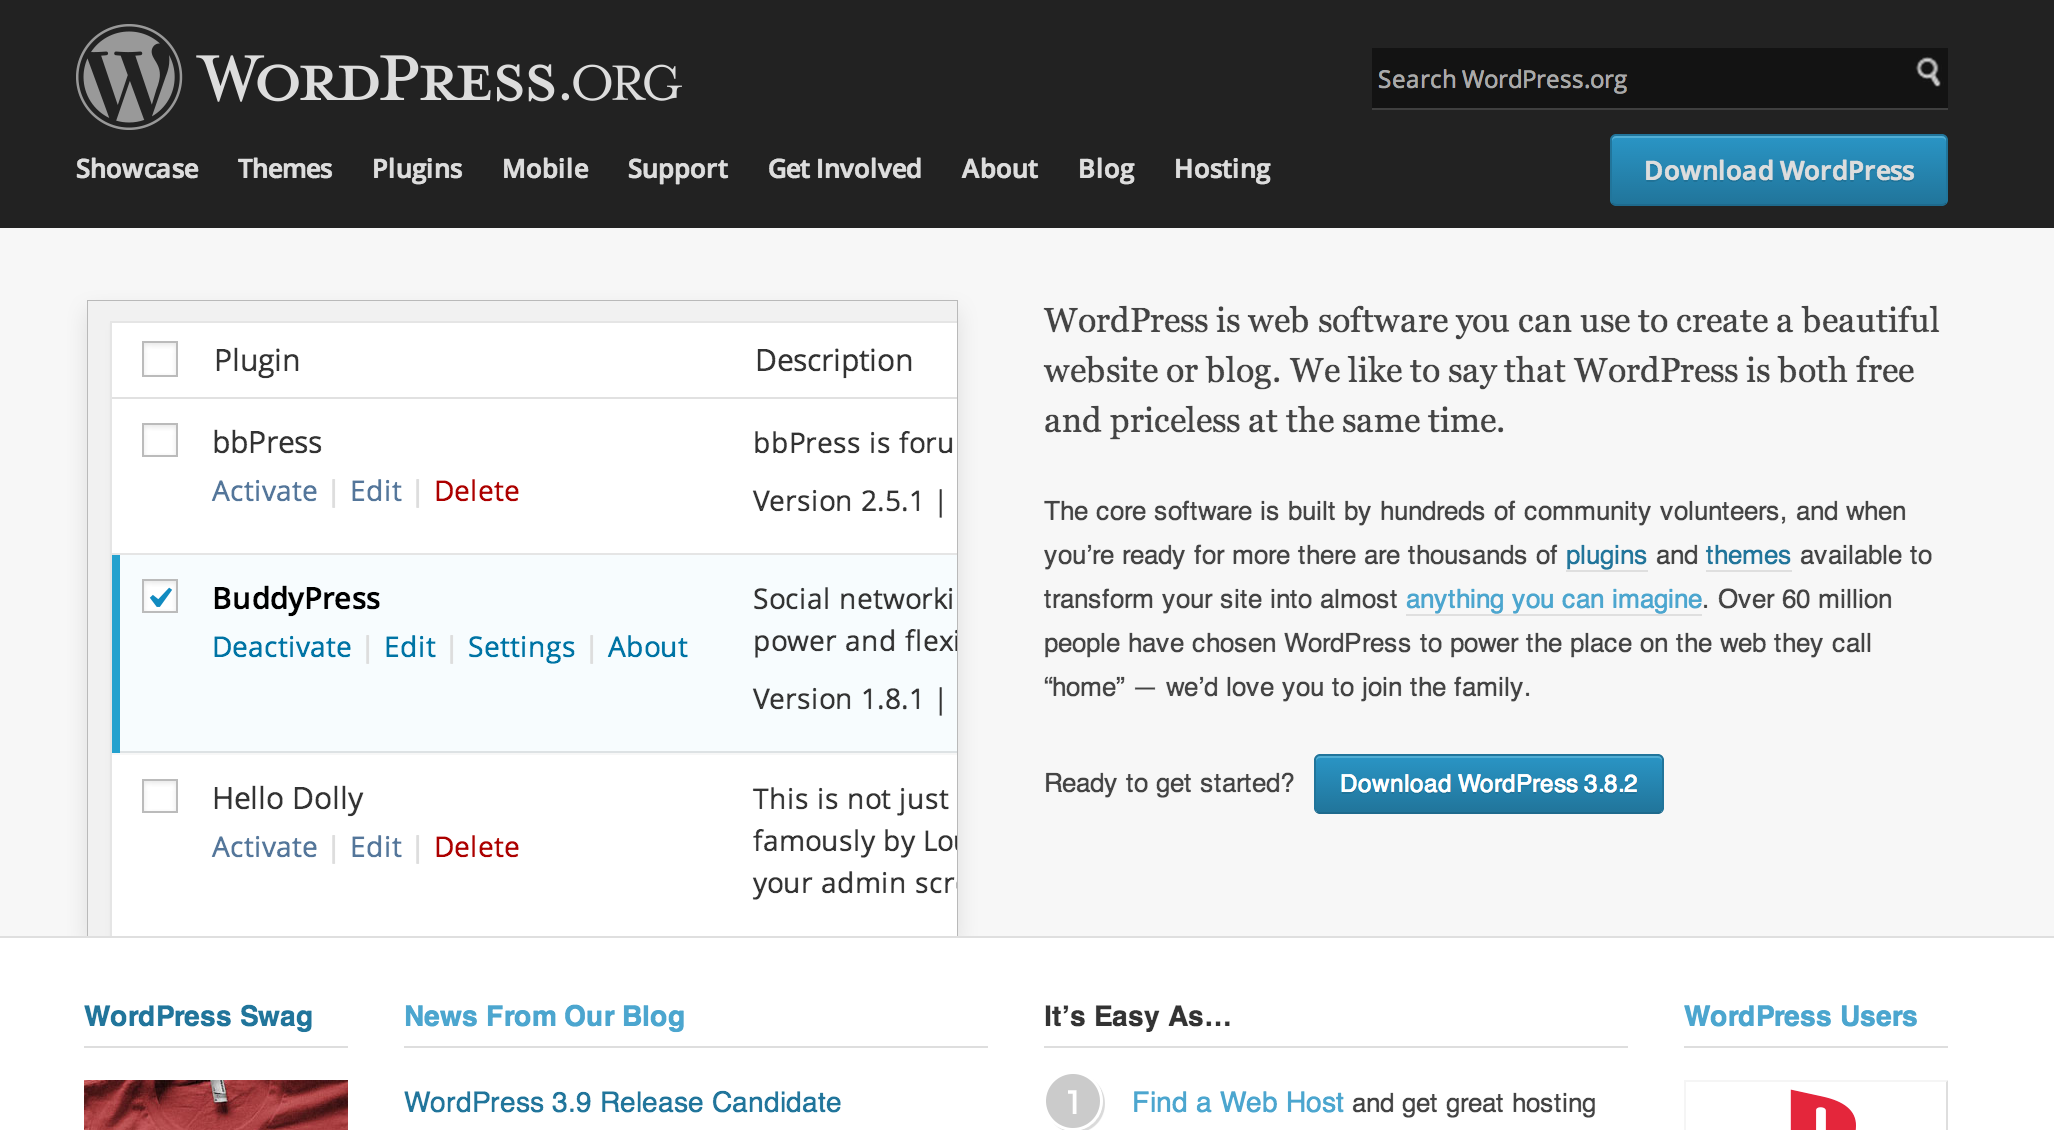 WORDPRESS.ORG
Search WordPress.org
Showcase Themes Plugins Mobile Support Get Involved About Blog Hosting
Download WordPress
Plugin Description
bbPress bbPress is foru
Activate | Edit | Delete
Version 2.5.1 |
BuddyPress Social networki
Deactivate | Edit | Settings | About
power and flexi
Version 1.8.1 |
Hello Dolly This is not just
Activate | Edit | Delete
famously by Lou
your admin scr
WordPress is web software you can use to create a beautiful
website or blog. We like to say that WordPress is both free
and priceless at the same time.
The core software is built by hundreds of community volunteers, and when
you’re ready for more there are thousands of plugins and themes available to
transform your site into almost anything you can imagine. Over 60 million
people have chosen WordPress to power the place on the web they call
“home” — we’d love you to join the family.
Ready to get started? Download WordPress 3.8.2
WordPress Swag
News From Our Blog
WordPress 3.9 Release Candidate
It’s Easy As…
1 Find a Web Host and get great hosting
WordPress Users